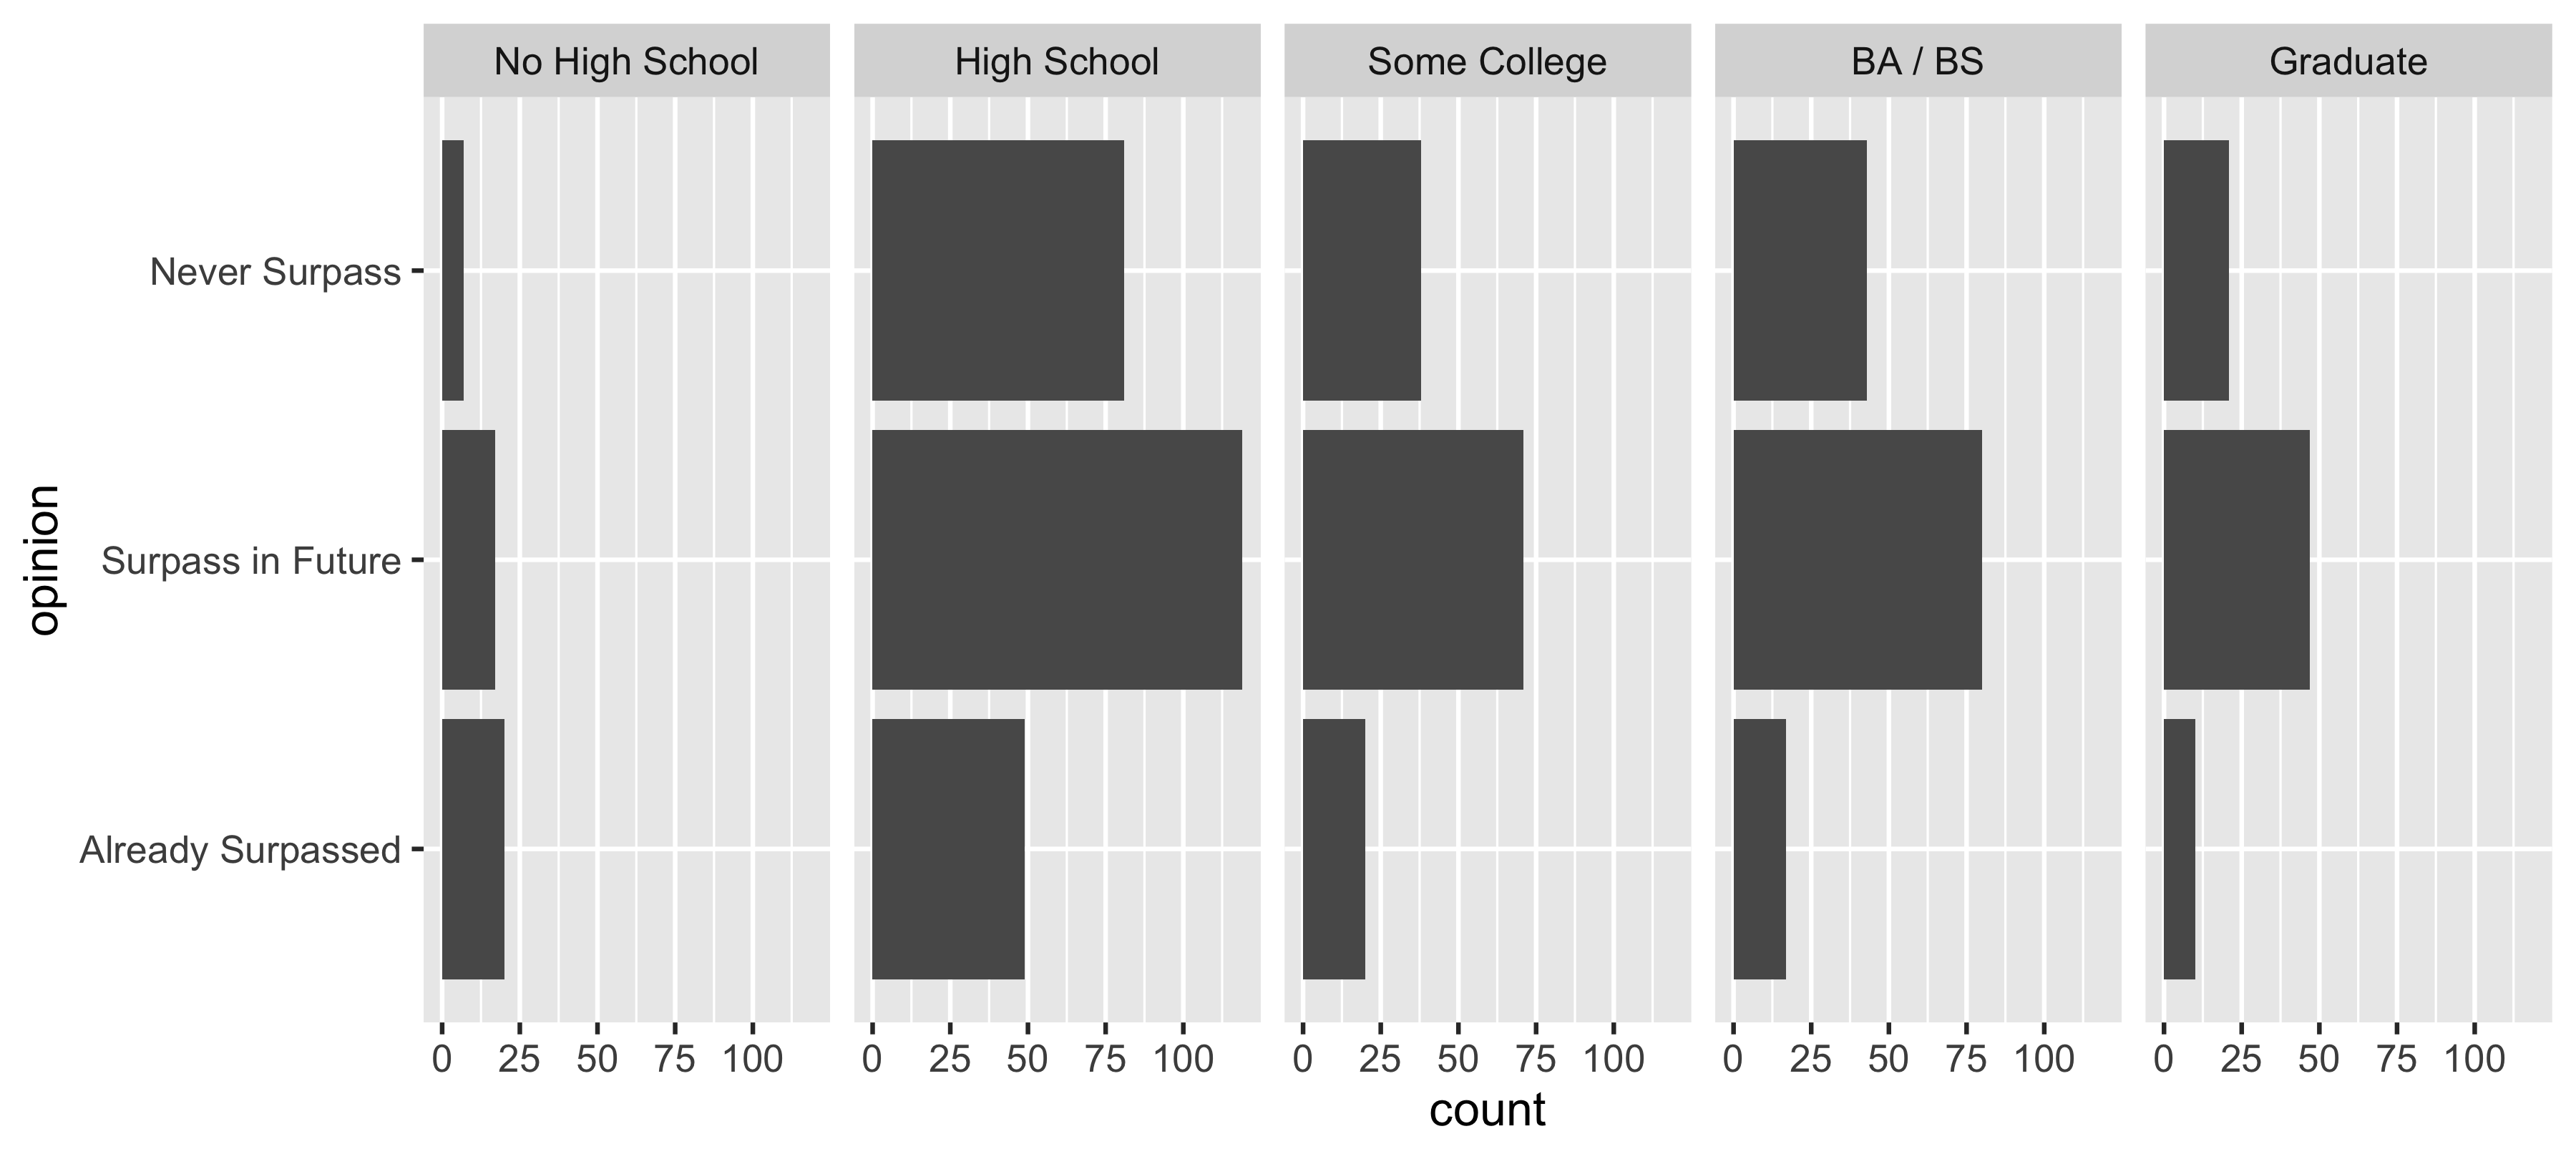 No High School
High School
Some College
BA / BS
Graduate
Never Surpass
Surpass in Future
Already Surpassed
opinion
0 25 50 75 100
0 25 50 75 100
0 25 50 75 100
0 25 50 75 100
0 25 50 75 100
count